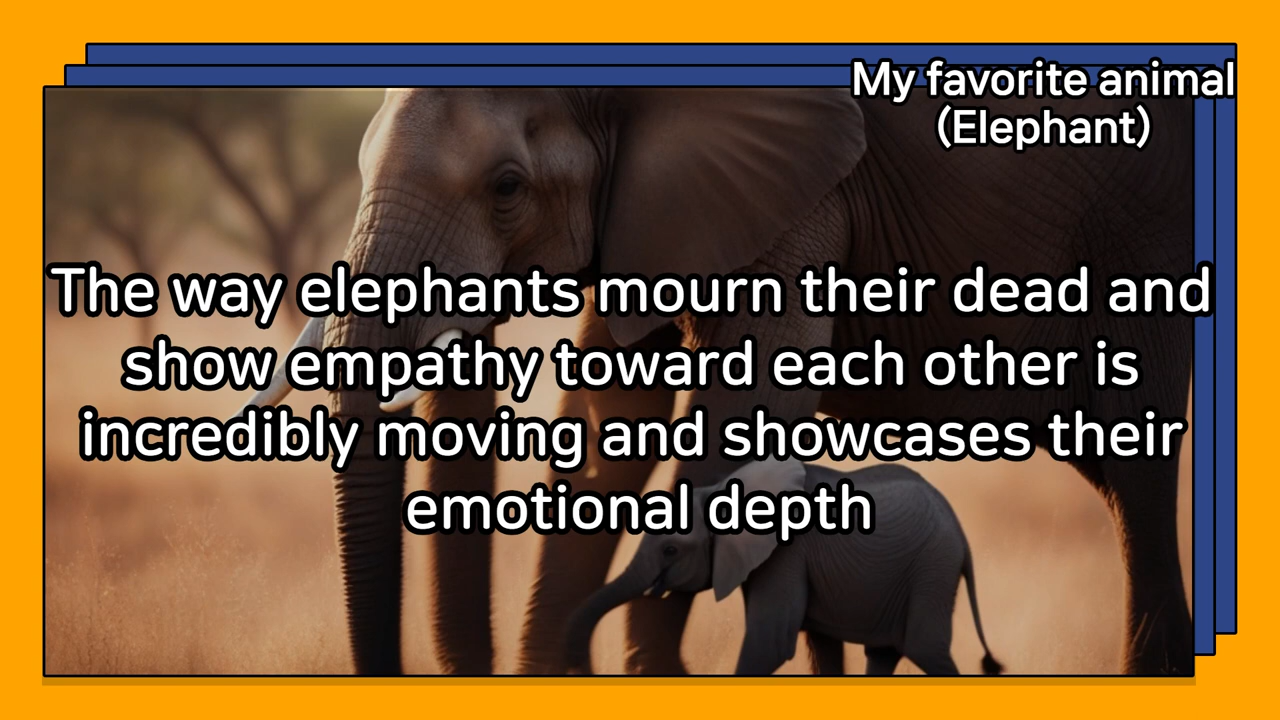 My favorite animal
(Elephant)
The way elephants mourn their dead and
show empathy toward each other is
incredibly moving and showcases their
emotional depth